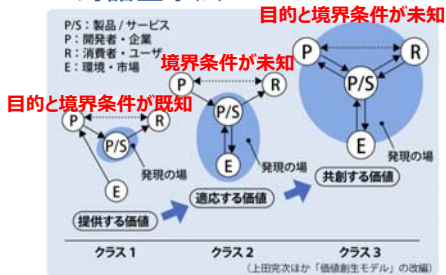 目的と境界条件が未知
P/S：製品 / サービス
P：開発者・企業
R：消費者・ユーザ
E：環境・市場
境界条件が未知
目的と境界条件が既知
P
R
P/S
E
発現の場
提供する価値
クラス 1
P
R
P/S
E
発現の場
適応する価値
クラス 2
P
R
P/S
E
発現の場
共創する価値
クラス 3
（上田完次ほか「価値創生モデル」の改編）